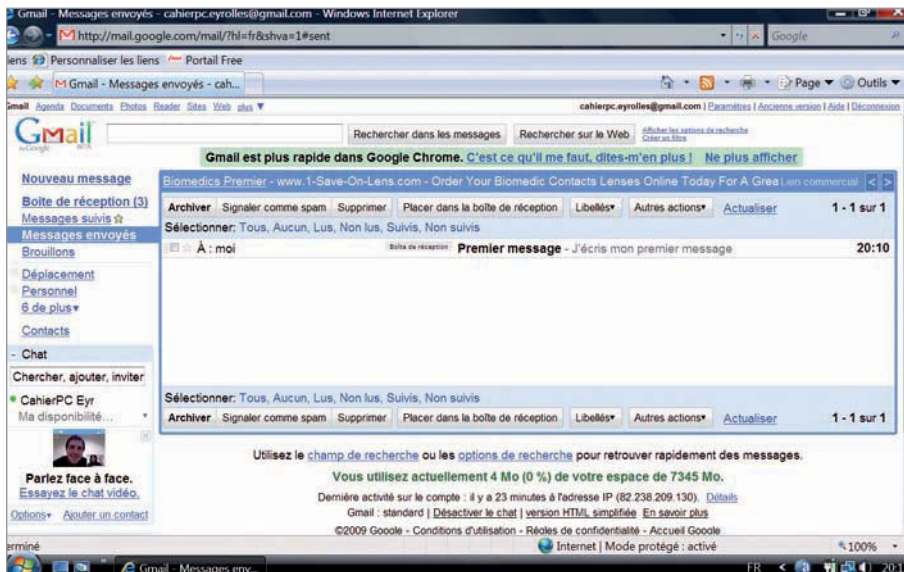 Gmail - Messages envoyés - cahierpc.eyrolles@gmail.com - Windows Internet Explorer
http://mail.google.com/mail/?hl=fr&shva=1#sent
Google
iens Personnaliser les liens Portail Free
Gmail - Messages envoyés - cah...
Page Outils
Gmail Agenda Documents Photos Reader Sites Web plus ▼
cahierpc.eyrolles@gmail.com | Paramètres | Ancienne version | Aide | Déconnexion
Gmail
by Google BETA
Rechercher dans les messages
Rechercher sur le Web
Afficher les options de recherche
Créer un filtre
Gmail est plus rapide dans Google Chrome. C'est ce qu'il me faut, dites-m'en plus ! Ne plus afficher
Nouveau message
Boîte de réception (3)
Messages suivis
Messages envoyés
Brouillons
Déplacement
Personnel
6 de plus▼
Contacts
- Chat
Chercher, ajouter, inviter
CahierPC Eyr
Ma disponibilité...
Parlez face à face.
Essayez le chat vidéo.
Options▼ Ajouter un contact
Biomedics Premier - www.1-Save-On-Lens.com - Order Your Biomedic Contacts Lenses Online Today For A Grea Lien commercial < >
Archiver Signaler comme spam Supprimer Placer dans la boîte de réception Libellés▼ Autres actions▼ Actualiser 1 - 1 sur 1
Sélectionner: Tous, Aucun, Lus, Non lus, Suivis, Non suivis
À : moi Boîte de réception Premier message - J'écris mon premier message 20:10
Sélectionner: Tous, Aucun, Lus, Non lus, Suivis, Non suivis
Archiver Signaler comme spam Supprimer Placer dans la boîte de réception Libellés▼ Autres actions▼ Actualiser 1 - 1 sur 1
Utilisez le champ de recherche ou les options de recherche pour retrouver rapidement des messages.
Vous utilisez actuellement 4 Mo (0 %) de votre espace de 7345 Mo.
Dernière activité sur le compte : il y a 23 minutes à l'adresse IP (82.238.209.130). Détails
Gmail : standard | Désactiver le chat | version HTML simplifiée En savoir plus
©2009 Google - Conditions d'utilisation - Règles de confidentialité - Accueil Google
erminé
Internet | Mode protégé : activé
100%
Gmail - Messages env...
FR
20:1